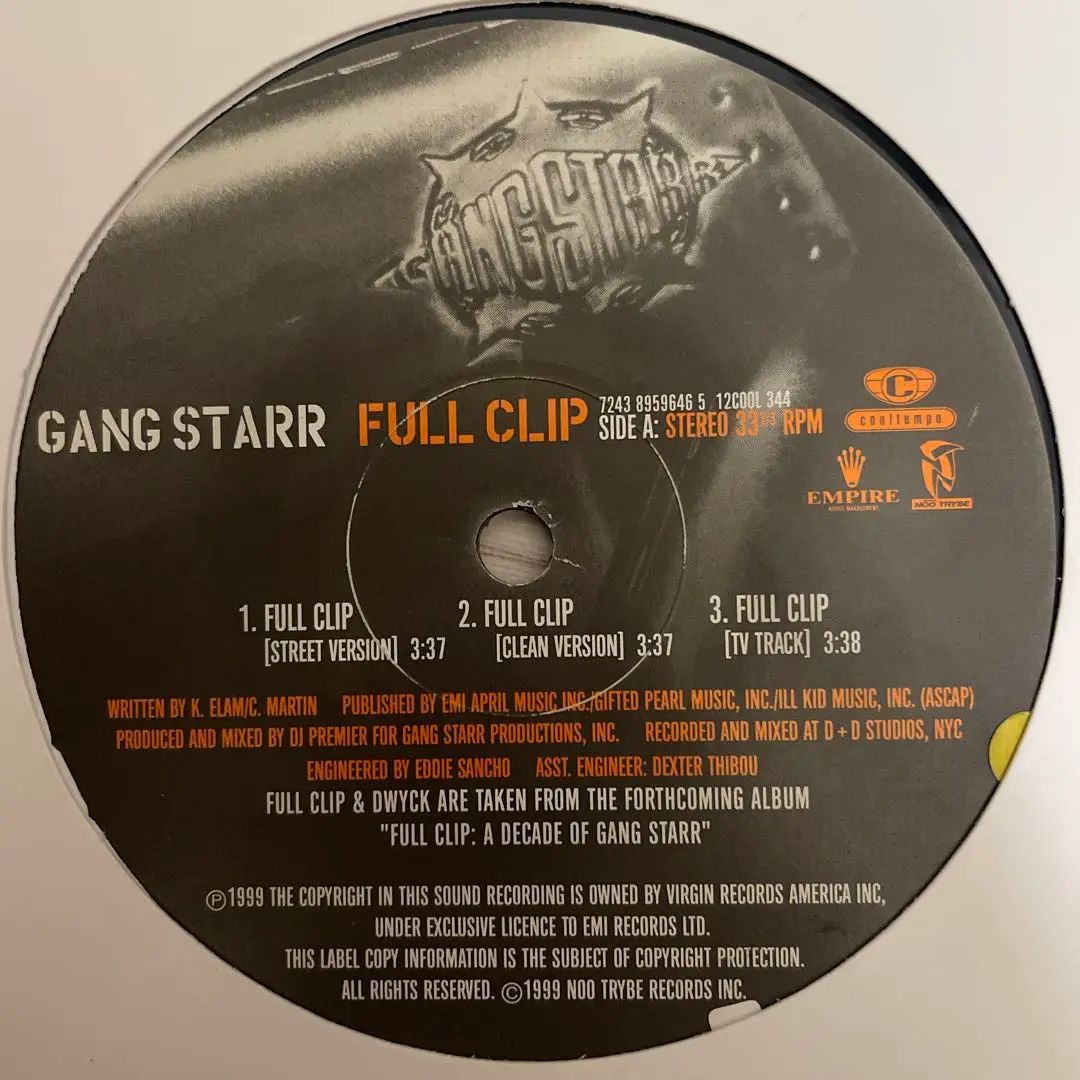 GANG STARR
GANG STARR FULL CLIP
7243 8959646 5 12COOL 344
SIDE A: STEREO 33 1/3 RPM
C
cooltempo
EMPIRE
ARTIST MANAGEMENT
NOO TRYBE
1. FULL CLIP 2. FULL CLIP 3. FULL CLIP
[STREET VERSION] 3:37 [CLEAN VERSION] 3:37 [TV TRACK] 3:38
WRITTEN BY K. ELAM/C. MARTIN PUBLISHED BY EMI APRIL MUSIC INC./GIFTED PEARL MUSIC, INC./ILL KID MUSIC, INC. (ASCAP)
PRODUCED AND MIXED BY DJ PREMIER FOR GANG STARR PRODUCTIONS, INC. RECORDED AND MIXED AT D+D STUDIOS, NYC
ENGINEERED BY EDDIE SANCHO ASST. ENGINEER: DEXTER THIBOU
FULL CLIP & DWYCK ARE TAKEN FROM THE FORTHCOMING ALBUM
"FULL CLIP: A DECADE OF GANG STARR"
℗1999 THE COPYRIGHT IN THIS SOUND RECORDING IS OWNED BY VIRGIN RECORDS AMERICA INC,
UNDER EXCLUSIVE LICENCE TO EMI RECORDS LTD.
THIS LABEL COPY INFORMATION IS THE SUBJECT OF COPYRIGHT PROTECTION.
ALL RIGHTS RESERVED. ©1999 NOO TRYBE RECORDS INC.